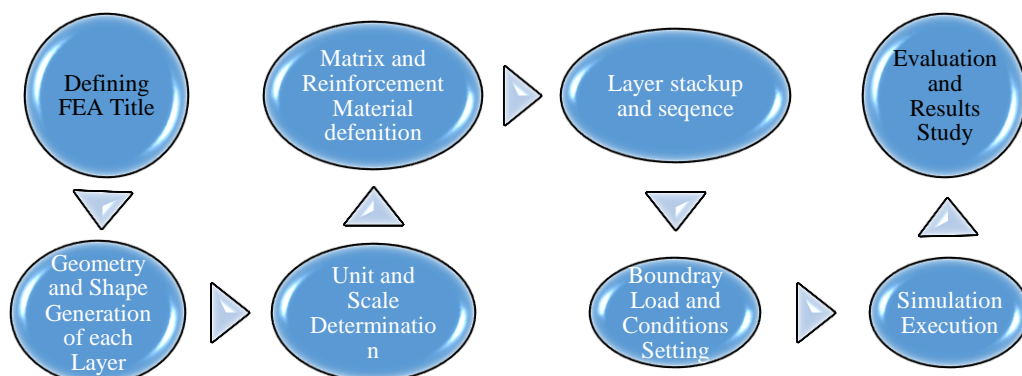 Defining
FEA Title
Geometry
and Shape
Generation
of each
Layer
Unit and
Scale
Determinatio
n
Matrix and
Reinforcement
Material
defenition
Layer stackup
and seqence
Boundray
Load and
Conditions
Setting
Simulation
Execution
Evaluation
and
Results
Study